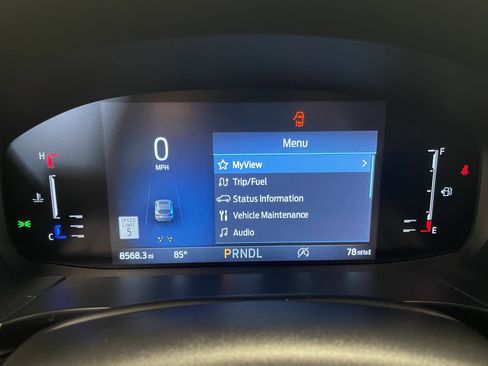 0
MPH
SPEED
LIMIT
5
H
C
Menu
MyView
Trip/Fuel
Status Information
Vehicle Maintenance
Audio
F
E
8568.3 mi
85°
PRNDL
78 mi to E